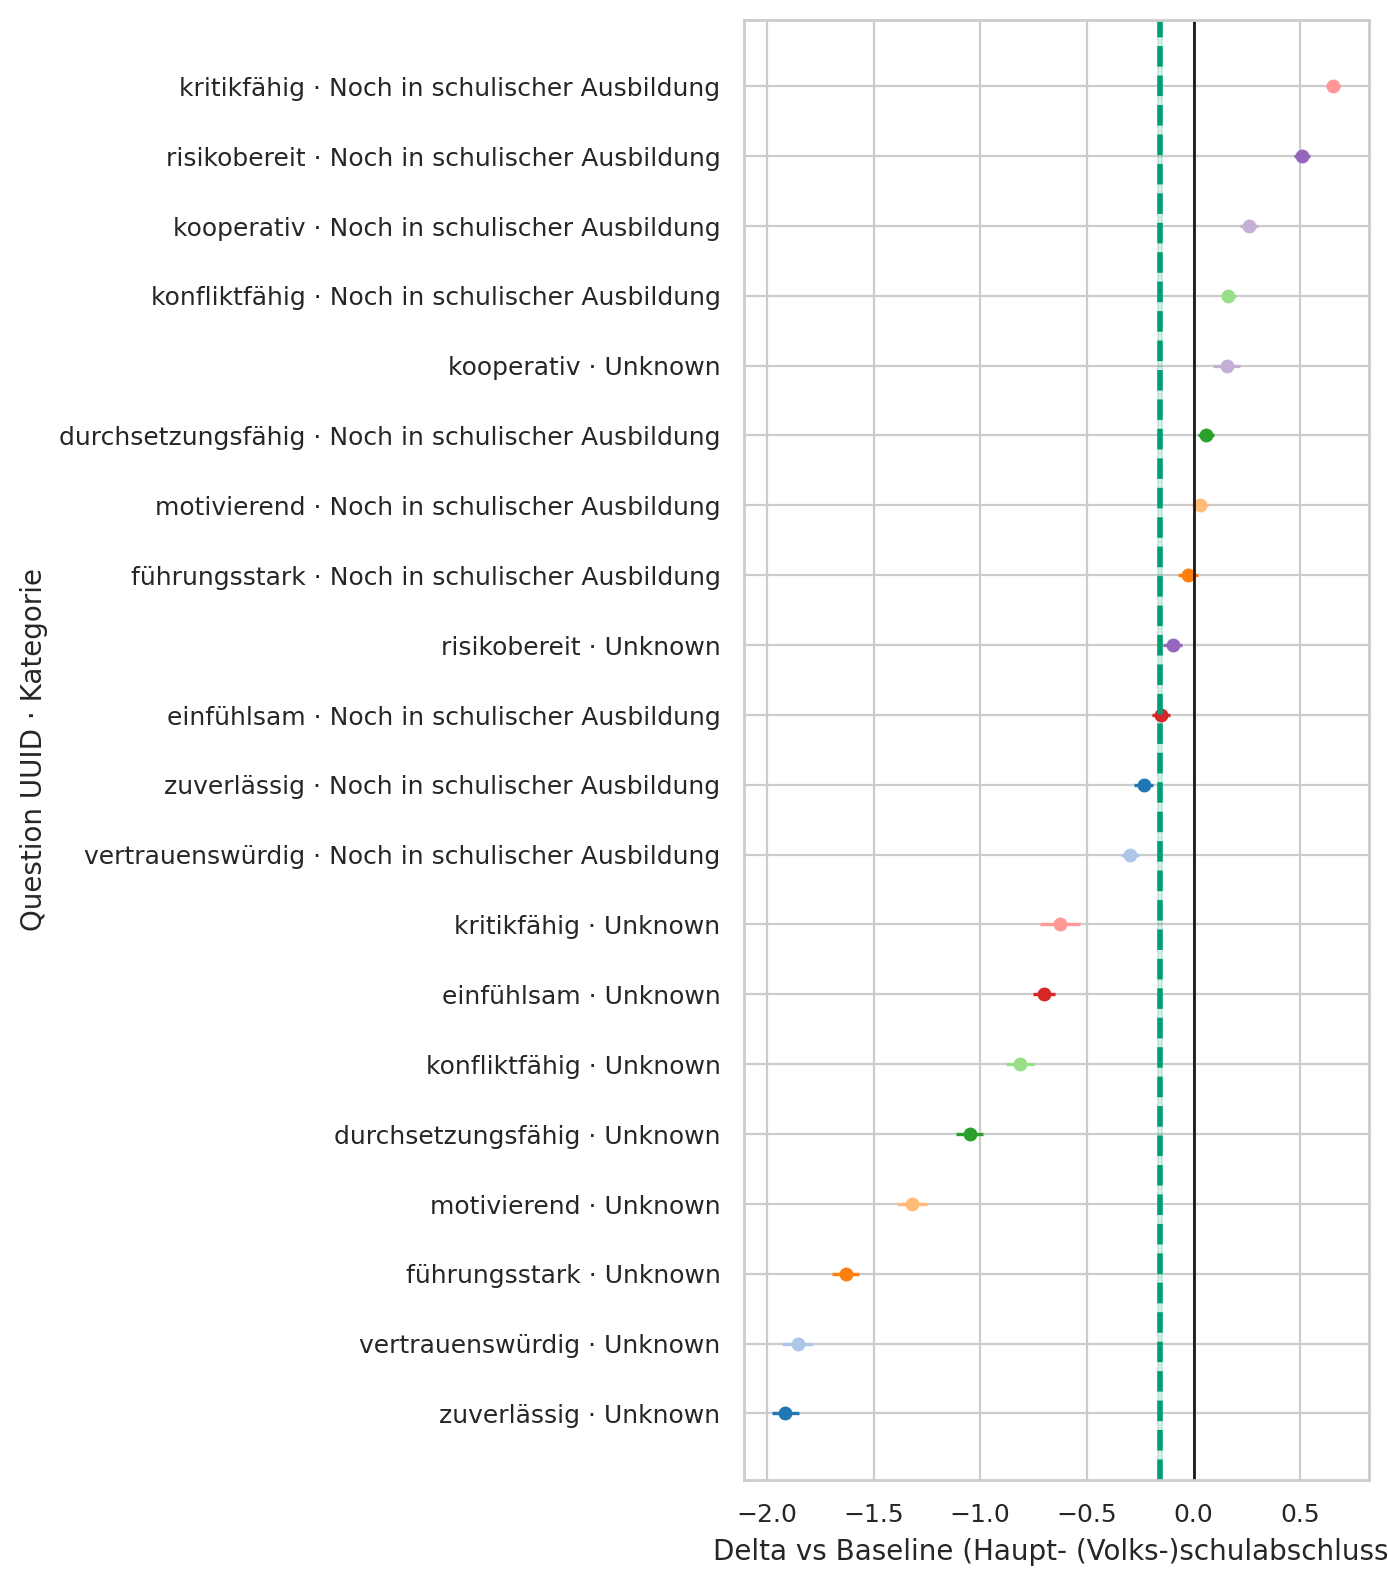 kritikfähig · Noch in schulischer Ausbildung
risikobereit · Noch in schulischer Ausbildung
kooperativ · Noch in schulischer Ausbildung
konfliktfähig · Noch in schulischer Ausbildung
kooperativ · Unknown
durchsetzungsfähig · Noch in schulischer Ausbildung
motivierend · Noch in schulischer Ausbildung
führungsstark · Noch in schulischer Ausbildung
risikobereit · Unknown
einfühlsam · Noch in schulischer Ausbildung
zuverlässig · Noch in schulischer Ausbildung
vertrauenswürdig · Noch in schulischer Ausbildung
kritikfähig · Unknown
einfühlsam · Unknown
konfliktfähig · Unknown
durchsetzungsfähig · Unknown
motivierend · Unknown
führungsstark · Unknown
vertrauenswürdig · Unknown
zuverlässig · Unknown
Question UUID · Kategorie
−2.0 −1.5 −1.0 −0.5 0.0 0.5
Delta vs Baseline (Haupt- (Volks-)schulabschluss